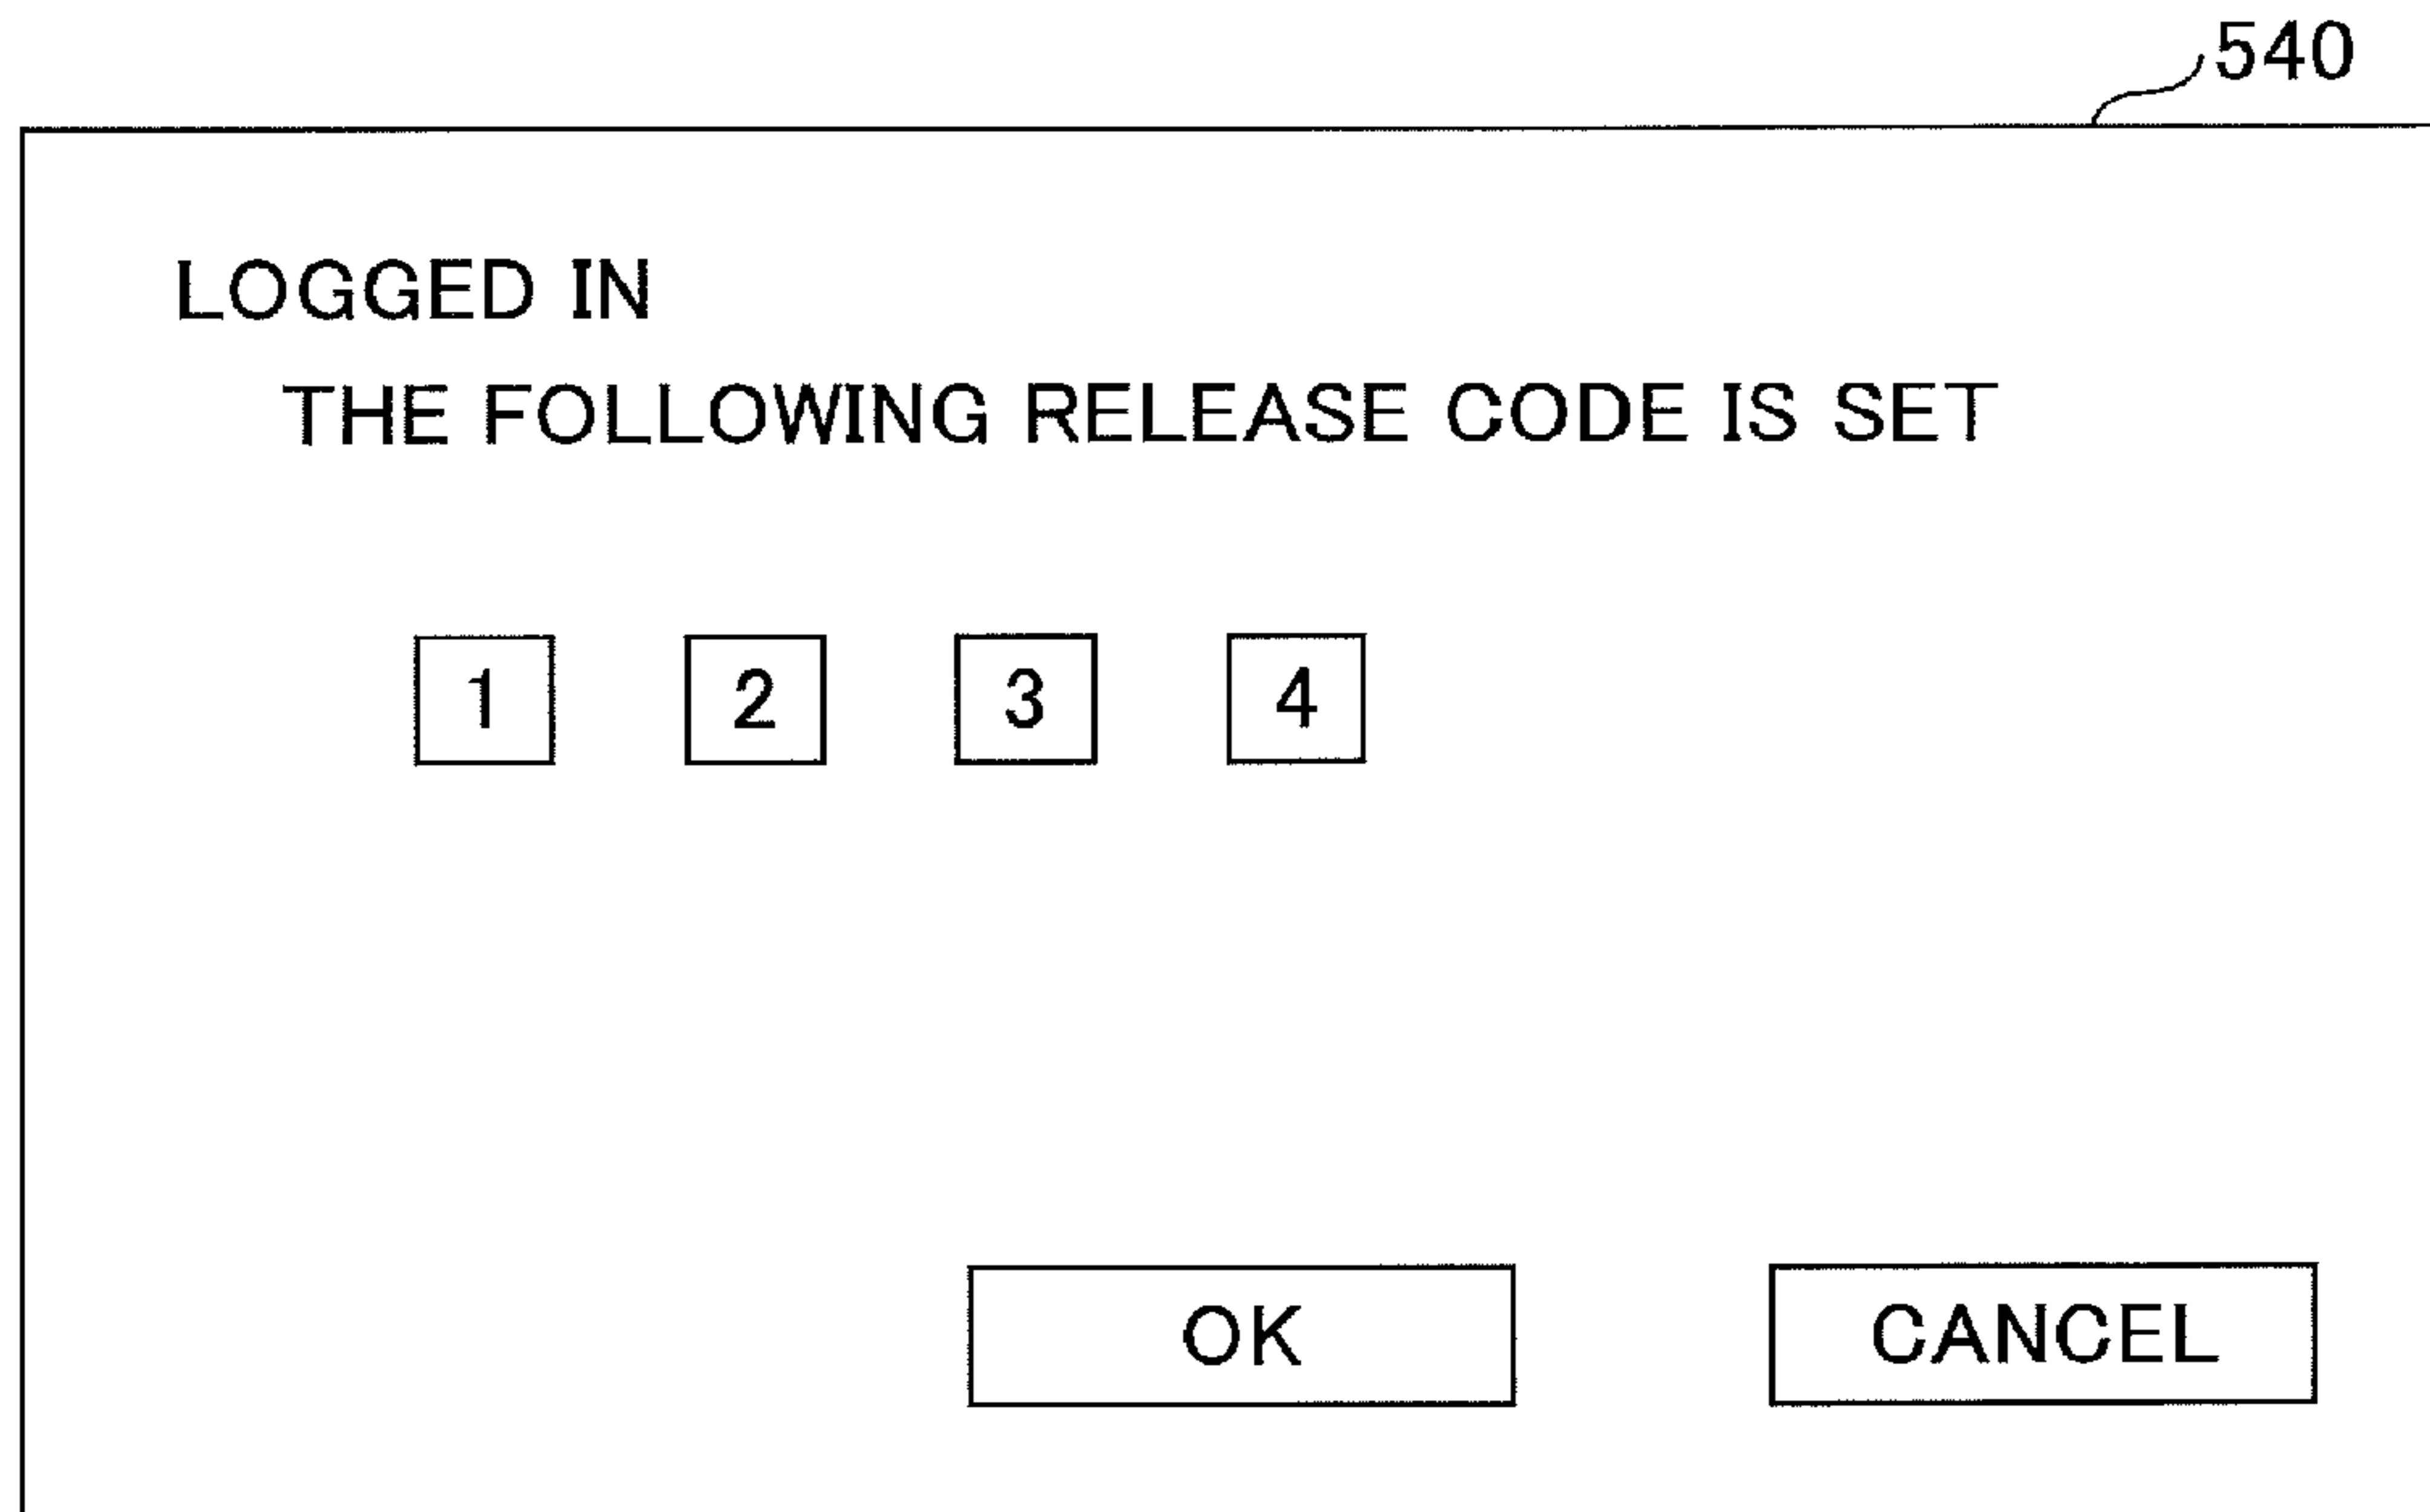 540
LOGGED IN
THE FOLLOWING RELEASE CODE IS SET
1 2 3 4
OK CANCEL